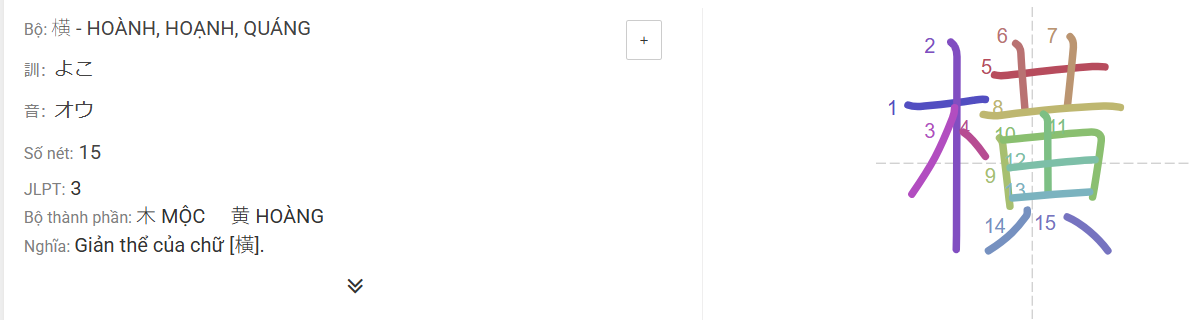 Bộ: 横 - HOÀNH, HOẠNH, QUÁNG
+
訓: よこ
音: オウ
Số nét: 15
JLPT: 3
Bộ thành phần: 木 MỘC 黄 HOÀNG
Nghĩa: Giản thể của chữ [橫].
横
1 2 3 4 5 6 7 8 9 10 11 12 13 14 15